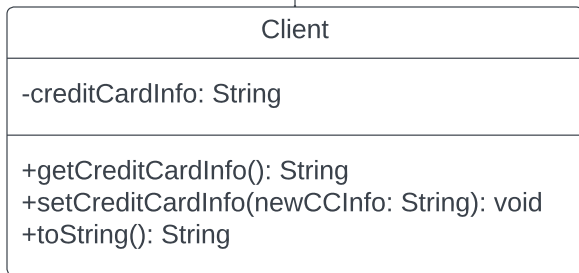 Client
-creditCardInfo: String
+getCreditCardInfo(): String
+setCreditCardInfo(newCCInfo: String): void
+toString(): String